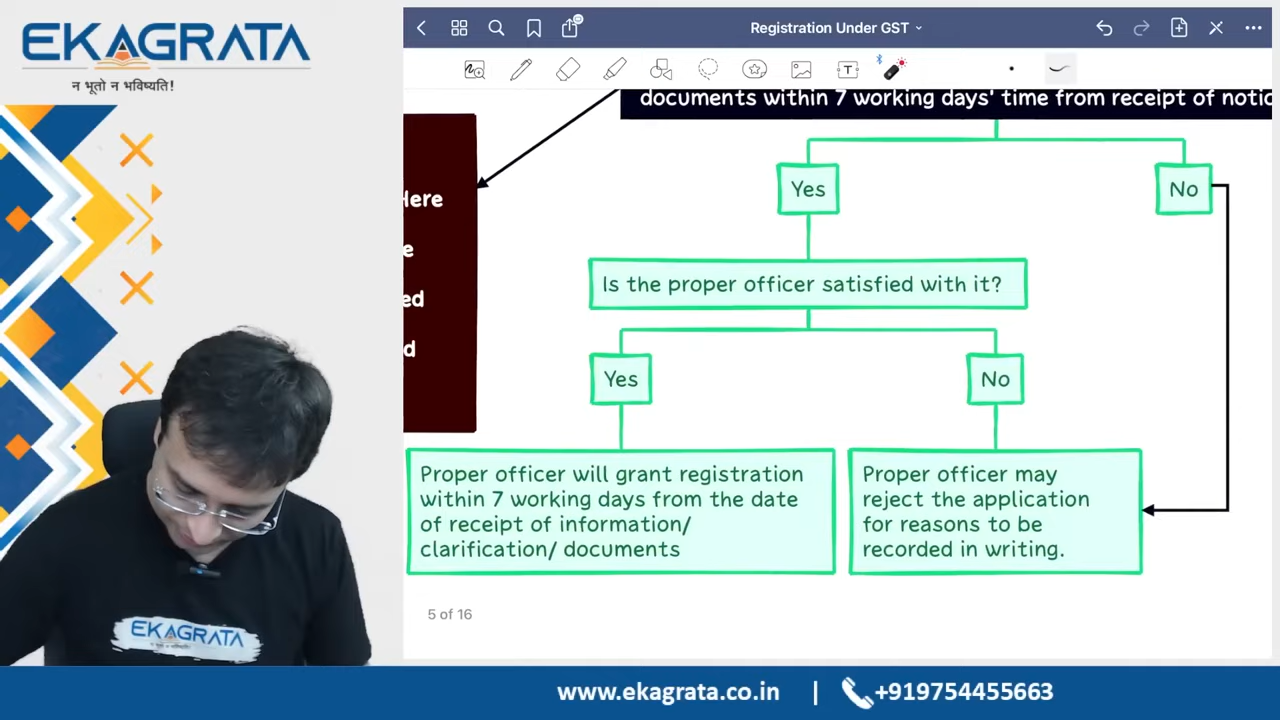 EKAGRATA
न भूतो न भविष्यति!
Registration Under GST
T
documents within 7 working days' time from receipt of notic
Here
e
ed
d
Yes
No
Is the proper officer satisfied with it?
Yes
No
Proper officer will grant registration
within 7 working days from the date
of receipt of information/
clarification/ documents
Proper officer may
reject the application
for reasons to be
recorded in writing.
5 of 16
EKAGRATA
न भूतो न भविष्यति!
www.ekagrata.co.in | +919754455663